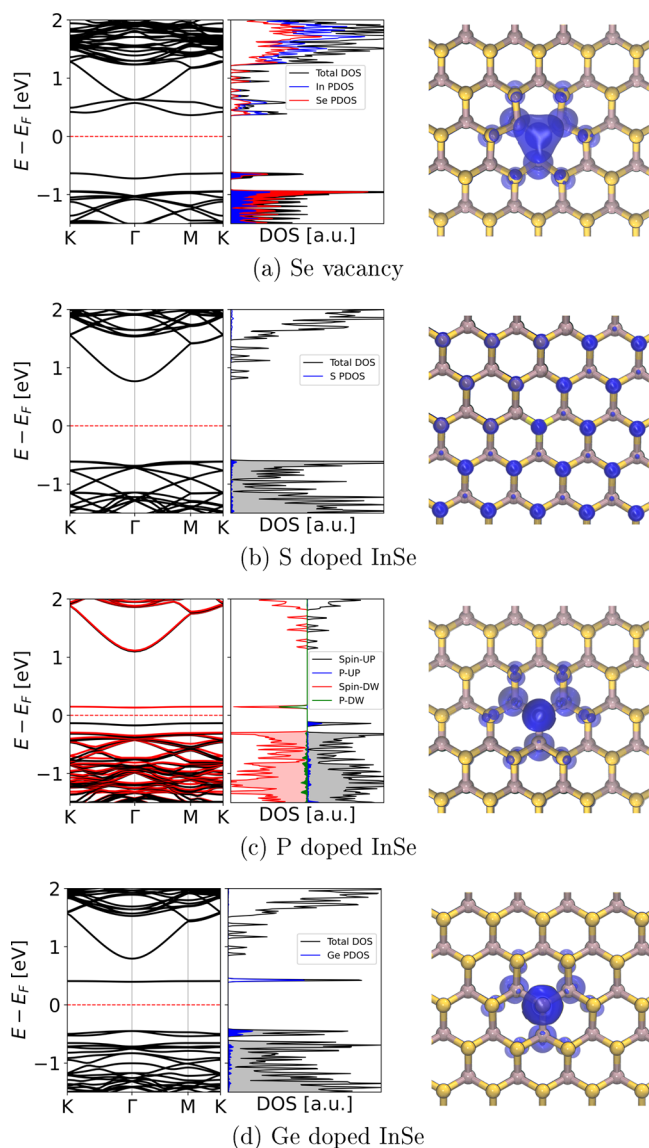 2
1
0
−1
E − E_F [eV]
K Γ M K
Total DOS
In PDOS
Se PDOS
DOS [a.u.]
(a) Se vacancy
2
1
0
−1
E − E_F [eV]
K Γ M K
Total DOS
S PDOS
DOS [a.u.]
(b) S doped InSe
2
1
0
−1
E − E_F [eV]
K Γ M K
Spin-UP
P-UP
Spin-DW
P-DW
DOS [a.u.]
(c) P doped InSe
2
1
0
−1
E − E_F [eV]
K Γ M K
Total DOS
Ge PDOS
DOS [a.u.]
(d) Ge doped InSe